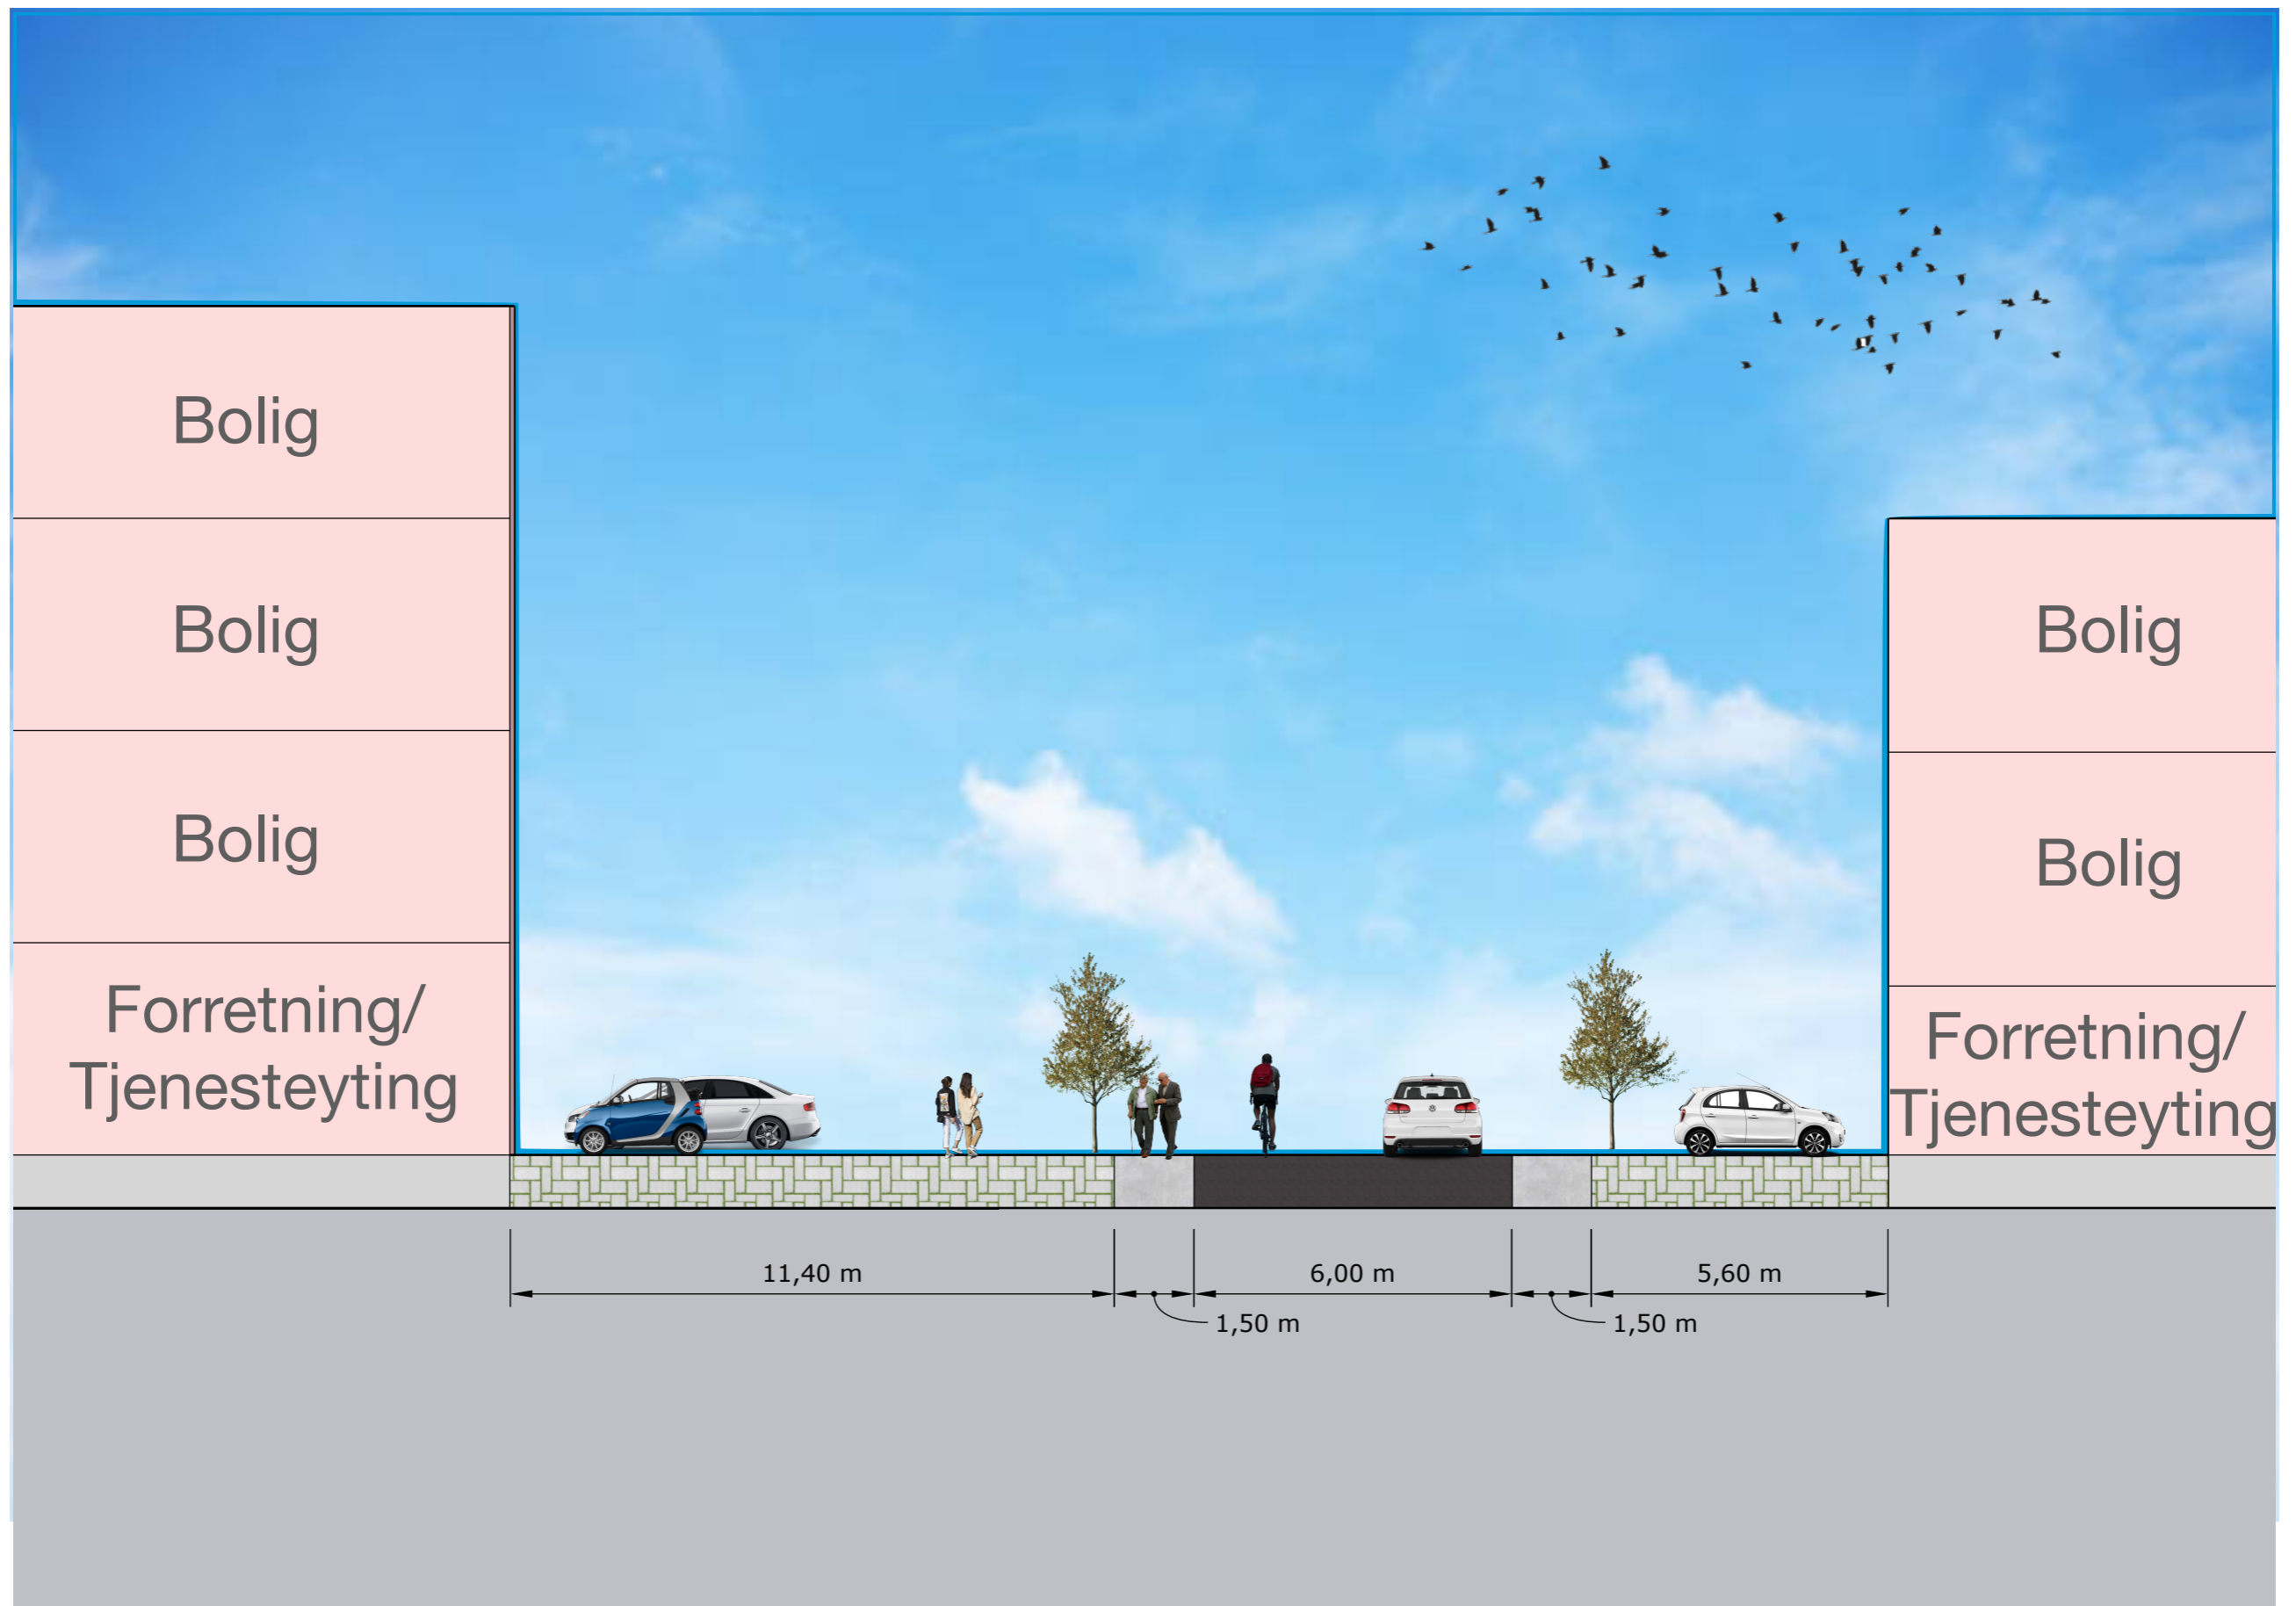 Bolig
Bolig
Bolig
Forretning/
Tjenesteyting
Bolig
Bolig
Forretning/
Tjenesteyting
11,40 m
1,50 m
6,00 m
1,50 m
5,60 m